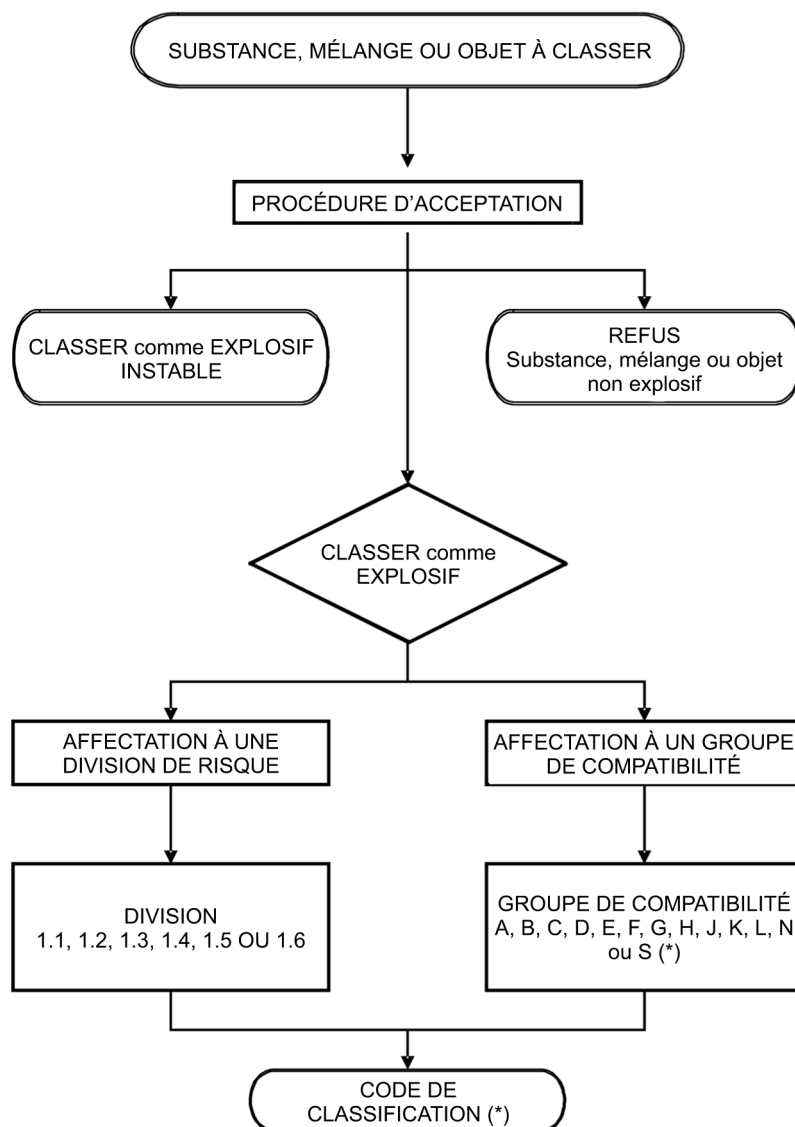 SUBSTANCE, MÉLANGE OU OBJET À CLASSER
PROCÉDURE D’ACCEPTATION
CLASSER comme EXPLOSIF
INSTABLE
REFUS
Substance, mélange ou objet
non explosif
CLASSER comme
EXPLOSIF
AFFECTATION À UNE
DIVISION DE RISQUE
AFFECTATION À UN GROUPE
DE COMPATIBILITÉ
DIVISION
1.1, 1.2, 1.3, 1.4, 1.5 OU 1.6
GROUPE DE COMPATIBILITÉ
A, B, C, D, E, F, G, H, J, K, L, N
ou S (*)
CODE DE
CLASSIFICATION (*)